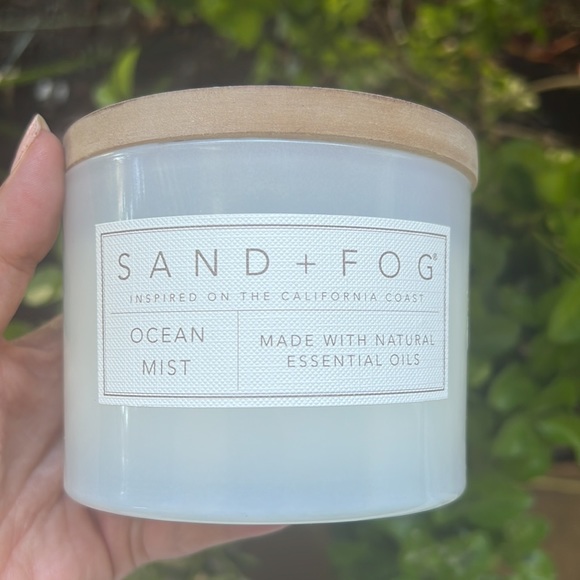 SAND + FOG®
INSPIRED ON THE CALIFORNIA COAST
OCEAN
MIST
MADE WITH NATURAL
ESSENTIAL OILS